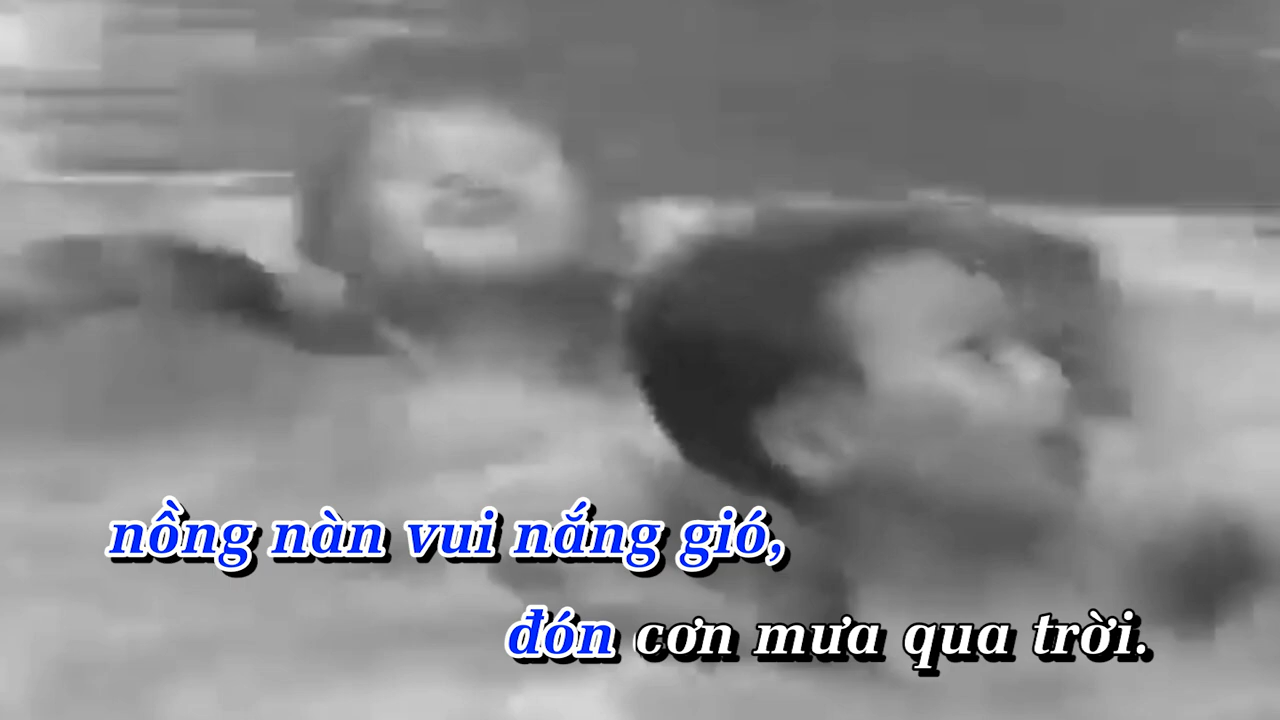 nồng nàn vui nắng gió,
đón cơn mưa qua trời.